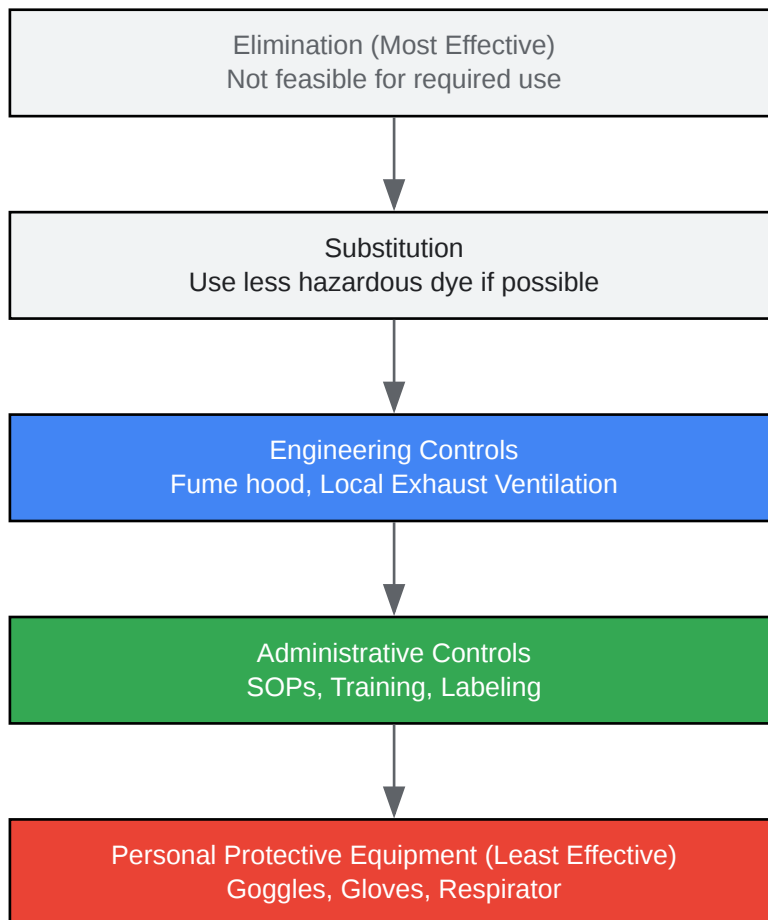 Elimination (Most Effective)
Not feasible for required use
Substitution
Use less hazardous dye if possible
Engineering Controls
Fume hood, Local Exhaust Ventilation
Administrative Controls
SOPs, Training, Labeling
Personal Protective Equipment (Least Effective)
Goggles, Gloves, Respirator